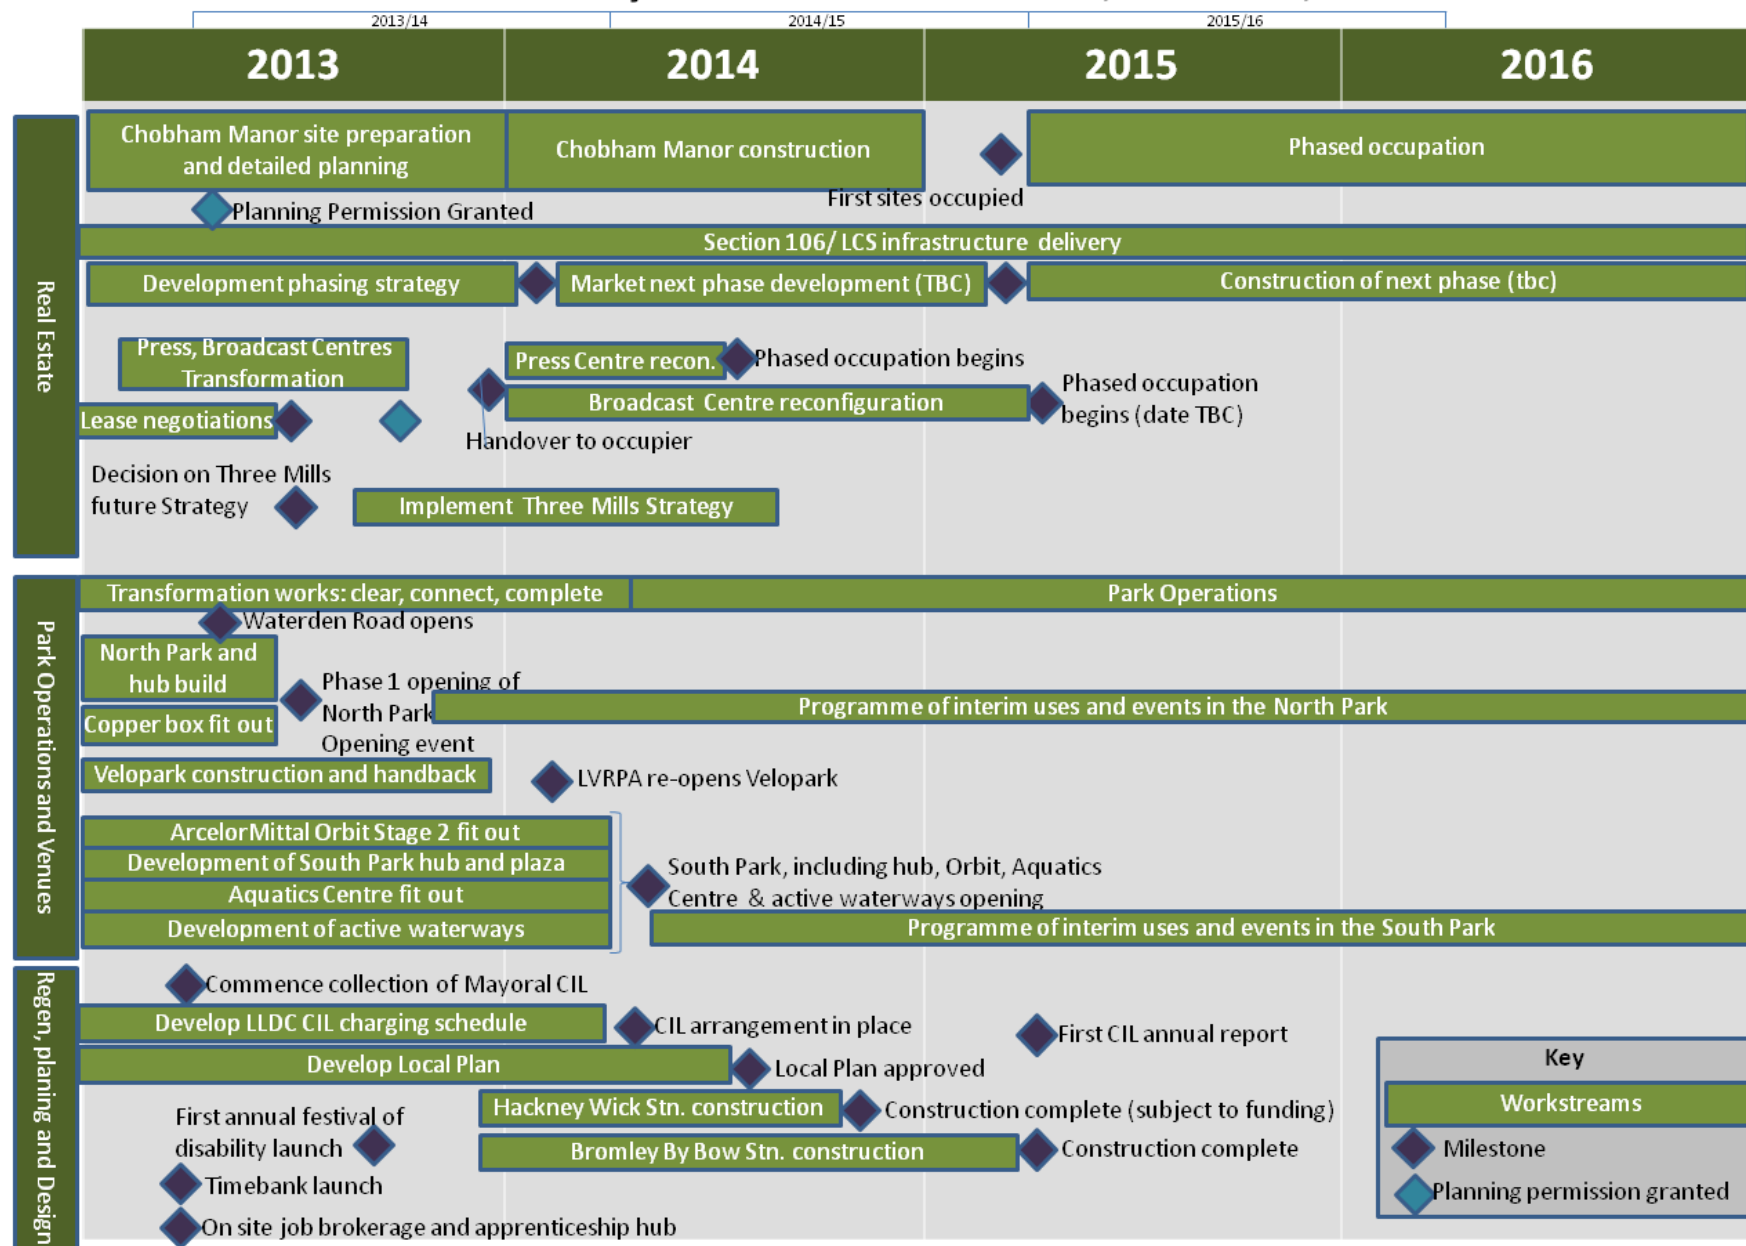 2013/14
2014/15
2015/16
2013
2014
2015
2016
Real Estate
Chobham Manor site preparation
and detailed planning
Chobham Manor construction
Phased occupation
First sites occupied
Planning Permission Granted
Section 106/ LCS infrastructure delivery
Development phasing strategy
Market next phase development (TBC)
Construction of next phase (tbc)
Press, Broadcast Centres
Transformation
Press Centre recon.
Phased occupation begins
Broadcast Centre reconfiguration
Phased occupation
begins (date TBC)
Lease negotiations
Handover to occupier
Decision on Three Mills
future Strategy
Implement Three Mills Strategy
Park Operations and Venues
Transformation works: clear, connect, complete
Park Operations
Waterden Road opens
North Park and
hub build
Phase 1 opening of
North Park
Opening event
Programme of interim uses and events in the North Park
Copper box fit out
Velopark construction and handback
LVRPA re-opens Velopark
ArcelorMittal Orbit Stage 2 fit out
Development of South Park hub and plaza
Aquatics Centre fit out
Development of active waterways
South Park, including hub, Orbit, Aquatics
Centre & active waterways opening
Programme of interim uses and events in the South Park
Regen, planing and Design
Commence collection of Mayoral CIL
Develop LLDC CIL charging schedule
CIL arrangement in place
First CIL annual report
Develop Local Plan
Local Plan approved
Hackney Wick Stn. construction
Construction complete (subject to funding)
First annual festival of
disability launch
Bromley By Bow Stn. construction
Construction complete
Timebank launch
On site job brokerage and apprenticeship hub
Key
Workstreams
Milestone
Planning permission granted